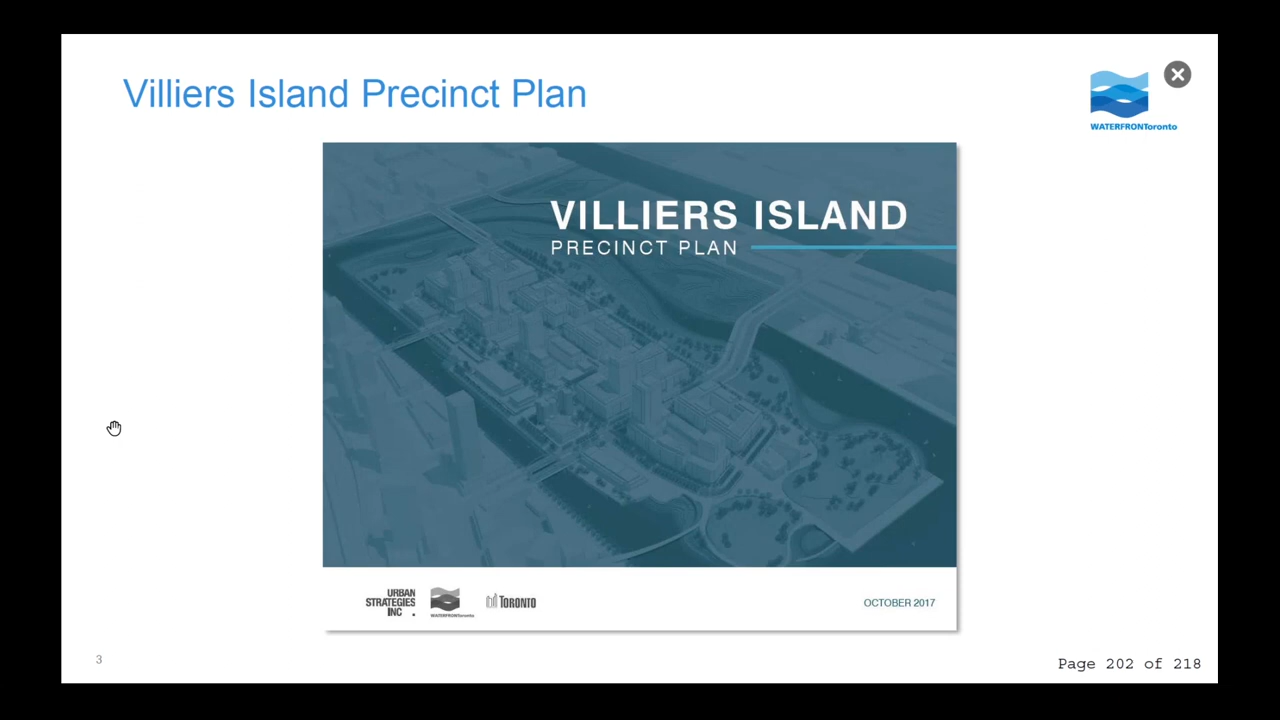 Villiers Island Precinct Plan
WATERFRONToronto
VILLIERS ISLAND
PRECINCT PLAN
URBAN
STRATEGIES
INC .
WATERFRONToronto
TORONTO
OCTOBER 2017
3
Page 202 of 218